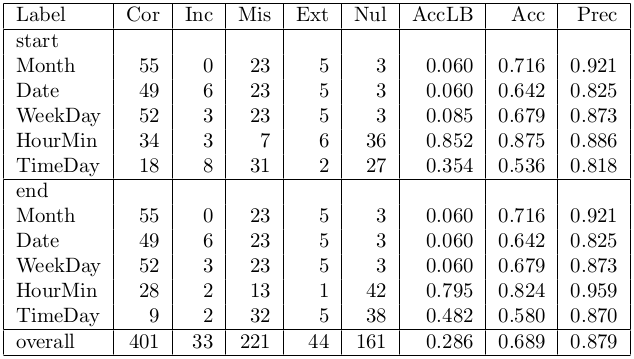 Label Cor Inc Mis Ext Nul AccLB Acc Prec
start
Month 55 0 23 5 3 0.060 0.716 0.921
Date 49 6 23 5 3 0.060 0.642 0.825
WeekDay 52 3 23 5 3 0.085 0.679 0.873
HourMin 34 3 7 6 36 0.852 0.875 0.886
TimeDay 18 8 31 2 27 0.354 0.536 0.818
end
Month 55 0 23 5 3 0.060 0.716 0.921
Date 49 6 23 5 3 0.060 0.642 0.825
WeekDay 52 3 23 5 3 0.060 0.679 0.873
HourMin 28 2 13 1 42 0.795 0.824 0.959
TimeDay 9 2 32 5 38 0.482 0.580 0.870
overall 401 33 221 44 161 0.286 0.689 0.879